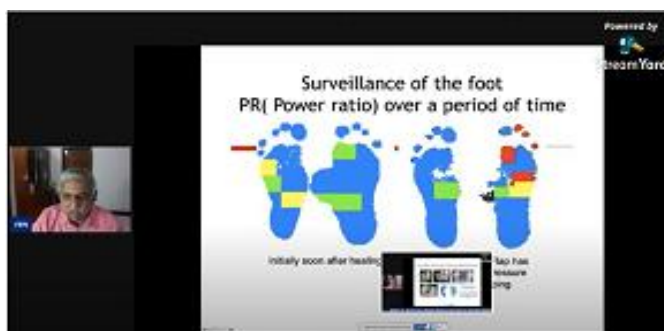 Powered by
StreamYard
Surveillance of the foot
PR( Power ratio) over a period of time
Initially soon after healing
flap has